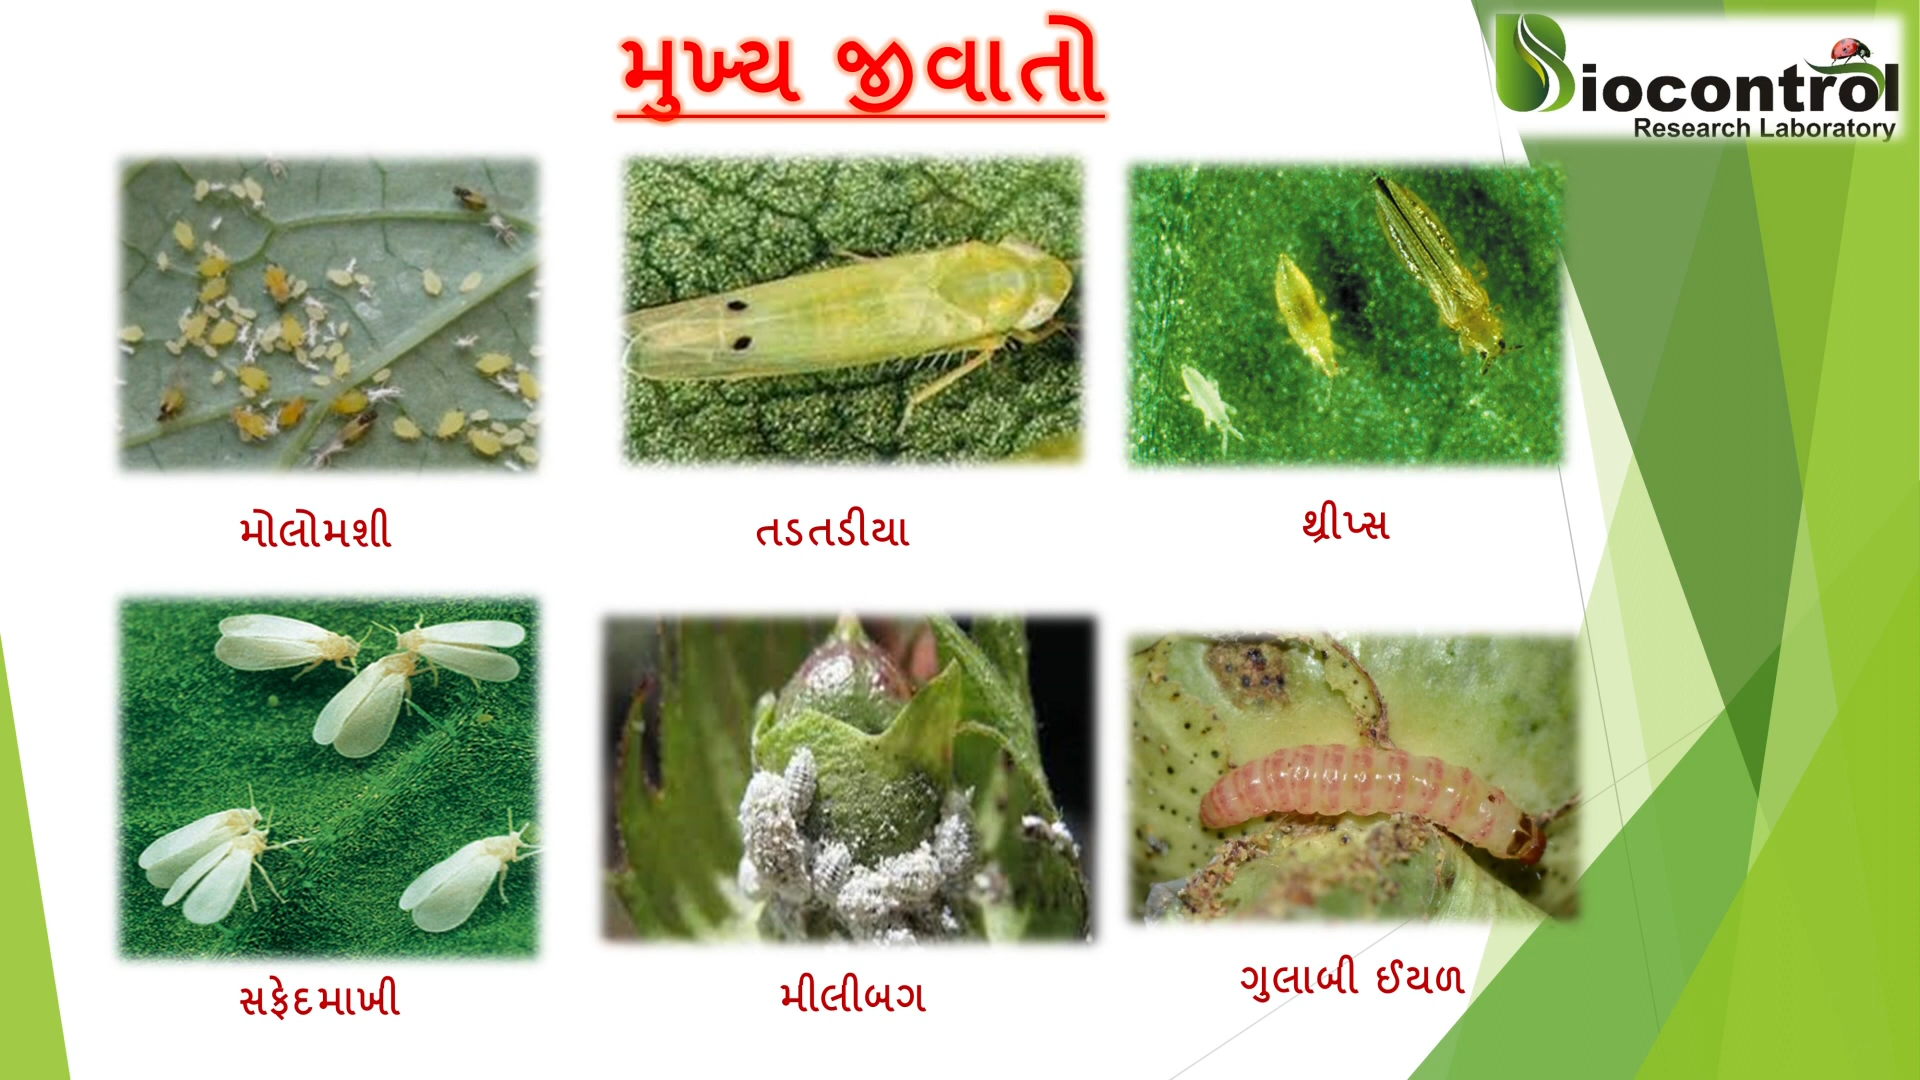 મુખ્ય જીવાતો
Biocontrol
Research Laboratory
મોલોમશી
તડતડીયા
થ્રીપ્સ
સફેદમાખી
મીલીબગ
ગુલાબી ઈયળ